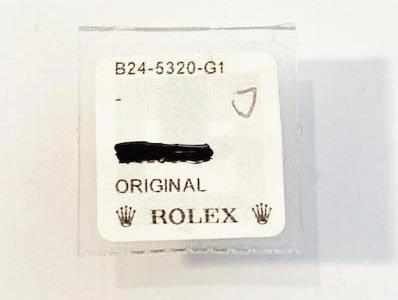 B24-5320-G1
-
ORIGINAL
ROLEX